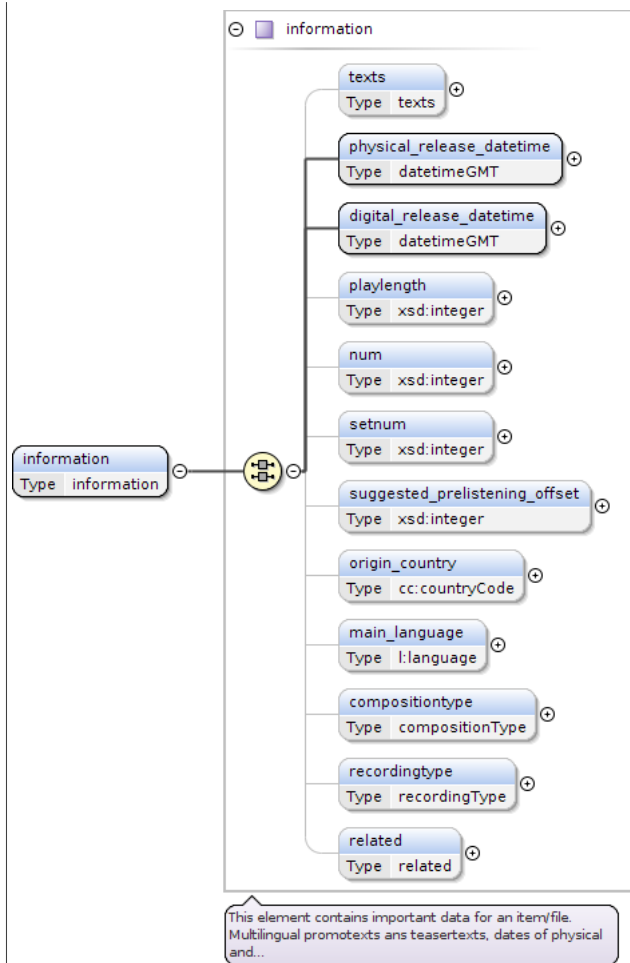 information
texts
Type texts
physical_release_datetime
Type datetimeGMT
digital_release_datetime
Type datetimeGMT
playlength
Type xsd:integer
num
Type xsd:integer
setnum
Type xsd:integer
information
Type information
suggested_prelistening_offset
Type xsd:integer
origin_country
Type cc:countryCode
main_language
Type l:language
compositiontype
Type compositionType
recordingtype
Type recordingType
related
Type related
This element contains important data for an item/file.
Multilingual promotexts ans teasertexts, dates of physical
and...